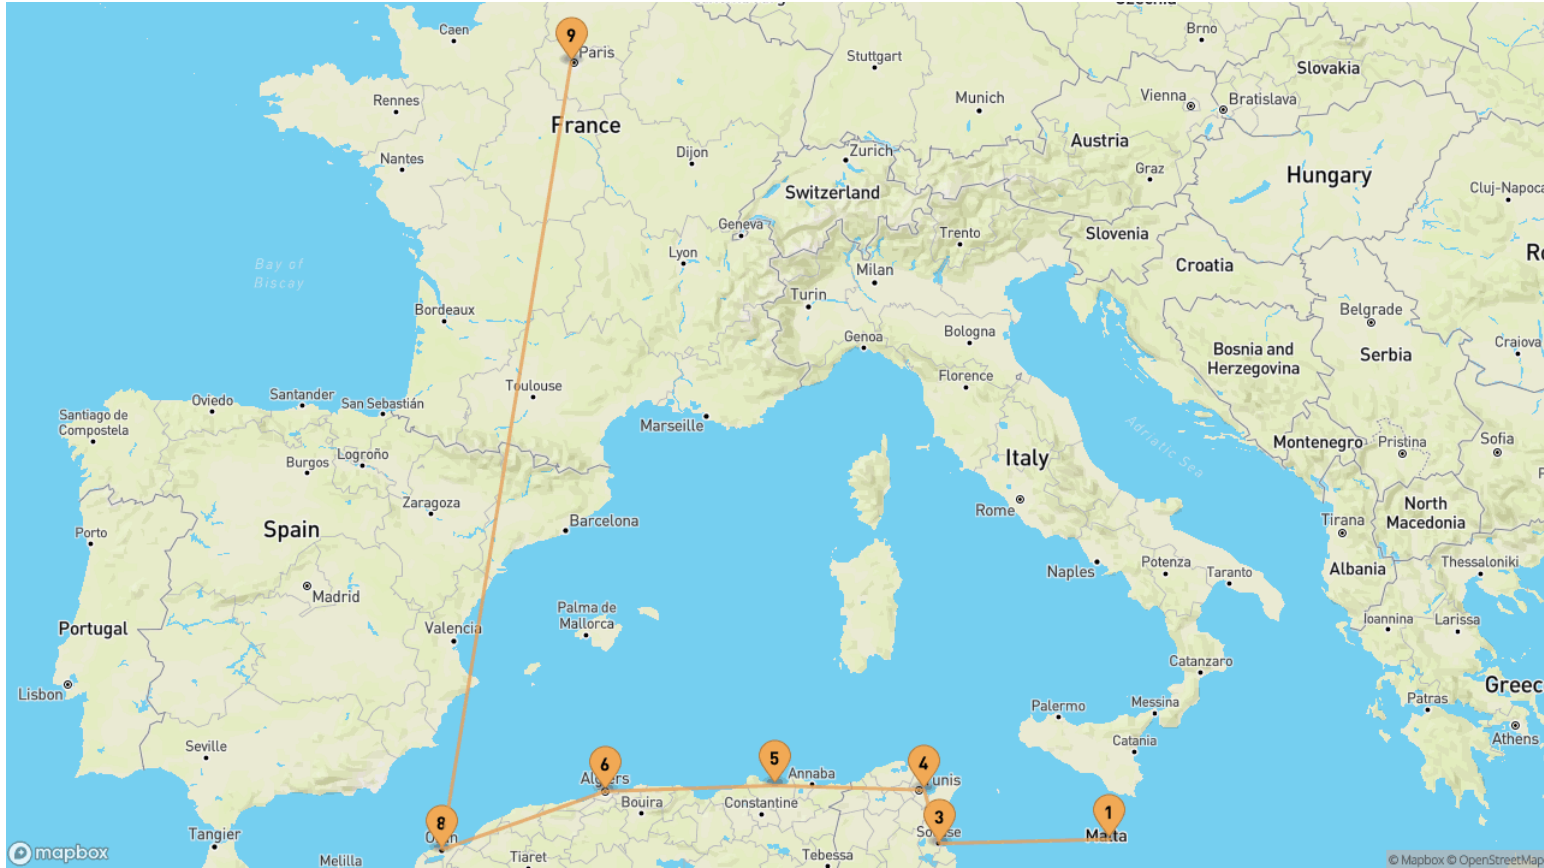 Czechia
Caen
9
Paris
Brno
Stuttgart
Slovakia
Rennes
Munich
Vienna
Bratislava
France
Austria
Nantes
Dijon
Zurich
Graz
Hungary
Switzerland
Cluj-Napoca
Geneva
Trento
Slovenia
Lyon
Croatia
Bay of
Biscay
Milan
Turin
Bordeaux
Belgrade
Genoa
Bologna
Craiova
Bosnia and
Herzegovina
Serbia
Florence
Toulouse
Oviedo
Santander
San Sebastián
Santiago de
Compostela
Marseille
Adriatic Sea
Montenegro
Pristina
Sofia
Burgos
Logroño
Italy
Zaragoza
Rome
North
Macedonia
Porto
Spain
Barcelona
Tirana
Madrid
Naples
Potenza
Taranto
Albania
Thessaloniki
Palma de
Mallorca
Portugal
Valencia
Ioannina
Larissa
Catanzaro
Lisbon
Greec
Palermo
Messina
Patras
Athens
Seville
Catania
6
5
4
Algiers
Annaba
Tunis
Bouira
Constantine
8
3
1
Oran
Sousse
Malta
Tangier
Melilla
Tiaret
Tebessa
mapbox
© Mapbox © OpenStreetMap